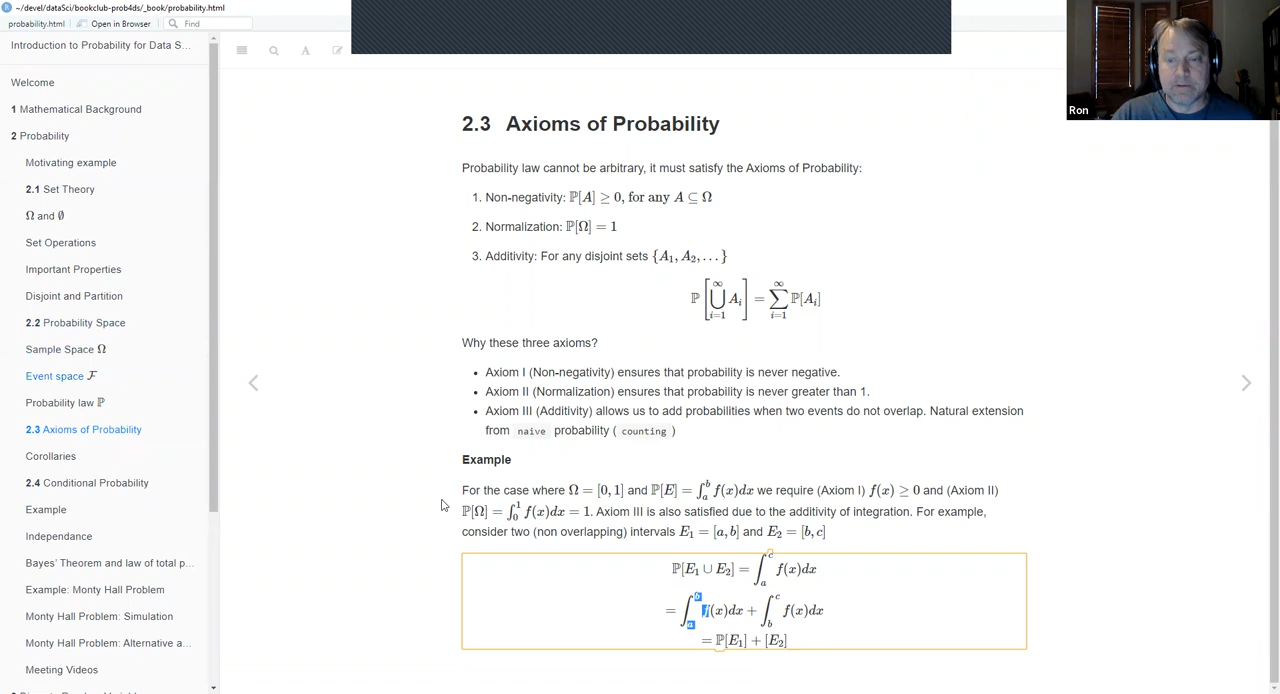 ~/devel/dataSci/bookclub-prob4ds/_book/probability.html
probability.html
Open in Browser
Find
Introduction to Probability for Data S...
Welcome
1 Mathematical Background
2 Probability
Motivating example
2.1 Set Theory
Ω and ∅
Set Operations
Important Properties
Disjoint and Partition
2.2 Probability Space
Sample Space Ω
Event space ℱ
Probability law ℙ
2.3 Axioms of Probability
Corollaries
2.4 Conditional Probability
Example
Independance
Bayes' Theorem and law of total p...
Example: Monty Hall Problem
Monty Hall Problem: Simulation
Monty Hall Problem: Alternative a...
Meeting Videos
2.3 Axioms of Probability
Probability law cannot be arbitrary, it must satisfy the Axioms of Probability:
1. Non-negativity: ℙ[A] ≥ 0, for any A ⊆ Ω
2. Normalization: ℙ[Ω] = 1
3. Additivity: For any disjoint sets {A₁, A₂, …}
ℙ[⋃_{i=1}^{∞} A_i] = ∑_{i=1}^{∞} ℙ[A_i]
Why these three axioms?
• Axiom I (Non-negativity) ensures that probability is never negative.
• Axiom II (Normalization) ensures that probability is never greater than 1.
• Axiom III (Additivity) allows us to add probabilities when two events do not overlap. Natural extension
from naive probability ( counting )
Example
For the case where Ω = [0, 1] and ℙ[E] = ∫_a^b f(x)dx we require (Axiom I) f(x) ≥ 0 and (Axiom II)
ℙ[Ω] = ∫_0^1 f(x)dx = 1. Axiom III is also satisfied due to the additivity of integration. For example,
consider two (non overlapping) intervals E₁ = [a, b] and E₂ = [b, c]
ℙ[E₁ ∪ E₂] = ∫_a^c f(x)dx
= ∫_a^b f(x)dx + ∫_b^c f(x)dx
= ℙ[E₁] + [E₂]
Ron